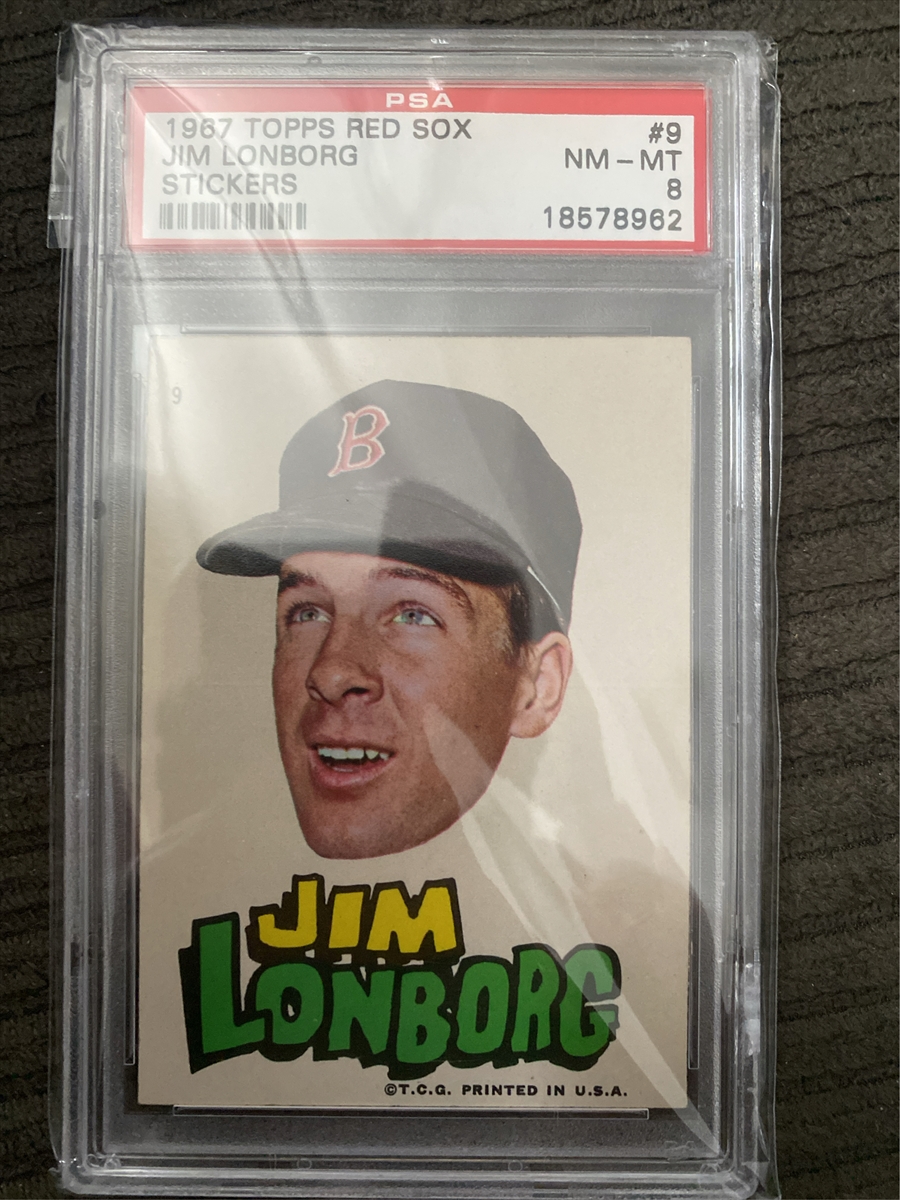 PSA
1967 TOPPS RED SOX #9
JIM LONBORG NM - MT
STICKERS 8
18578962
9
B
JIM
LONBORG
©T.C.G. PRINTED IN U.S.A.